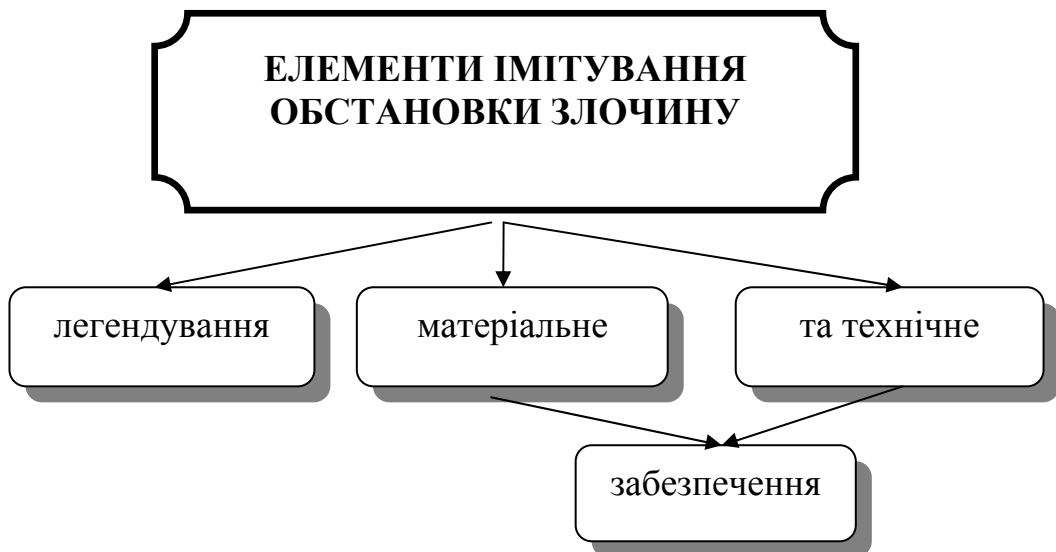 ЕЛЕМЕНТИ ІМІТУВАННЯ
ОБСТАНОВКИ ЗЛОЧИНУ
легендування
матеріальне
та технічне
забезпечення